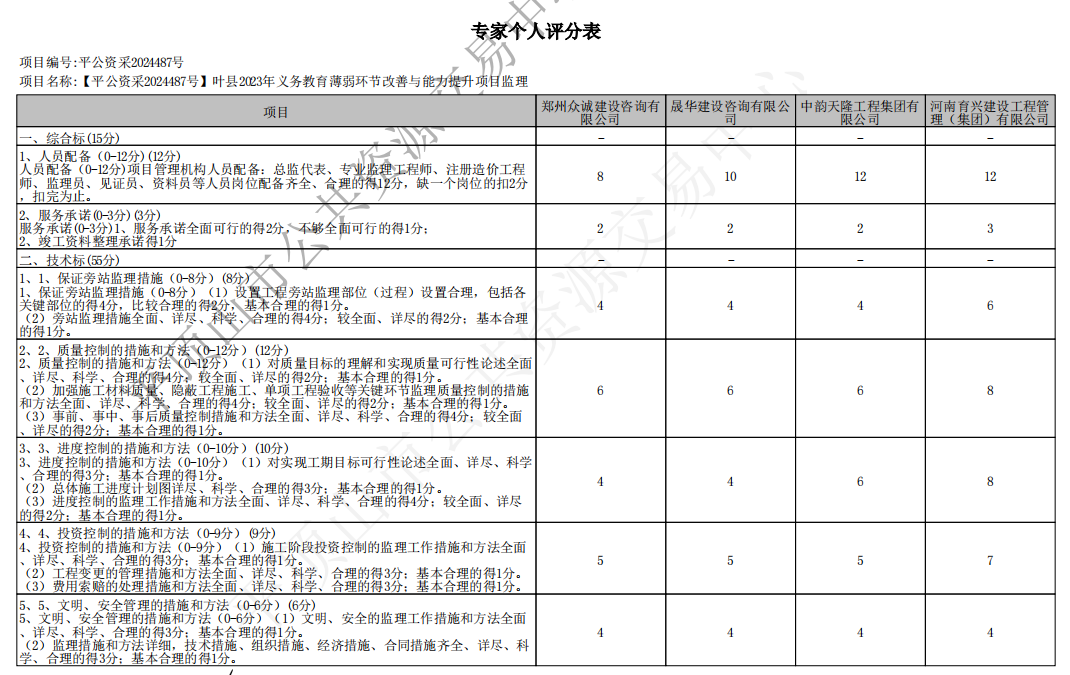 专家个人评分表
项目编号:平公资采2024487号
项目名称:【平公资采2024487号】叶县2023年义务教育薄弱环节改善与能力提升项目监理
项目 郑州众诚建设咨询有限公司 晟华建设咨询有限公司 中韵天隆工程集团有限公司 河南育兴建设工程管理(集团)有限公司
一、综合标(15分) – – – –
1、人员配备(0-12分)(12分)
人员配备(0-12分)项目管理机构人员配备:总监代表、专业监理工程师、注册造价工程
师、监理员、见证员、资料员等人员岗位配备齐全、合理的得12分,缺一个岗位的扣2分
,扣完为止。
8 10 12 12
2、服务承诺(0-3分)(3分)
服务承诺(0-3分)1、服务承诺全面可行的得2分,不够全面可行的得1分;
2、竣工资料整理承诺得1分
2 2 2 3
二、技术标(55分) – – – –
1、1、保证旁站监理措施(0-8分)(8分)
1、保证旁站监理措施(0-8分)(1)设置工程旁站监理部位(过程)设置合理,包括各
关键部位的得4分,比较合理的得2分,基本合理的得1分。
(2)旁站监理措施全面、详尽、科学、合理的得4分;较全面、详尽的得2分;基本合理
的得1分。
4 4 4 6
2、2、质量控制的措施和方法(0-12分)(12分)
2、质量控制的措施和方法(0-12分)(1)对质量目标的理解和实现质量可行性论述全面
、详尽、科学、合理的得4分;较全面、详尽的得2分;基本合理的得1分。
(2)加强施工材料质量、隐蔽工程施工、单项工程验收等关键环节监理质量控制的措施
和方法全面、详尽、科学、合理的得4分;较全面、详尽的得2分;基本合理的得1分。
(3)事前、事中、事后质量控制措施和方法全面、详尽、科学、合理的得4分;较全面
、详尽的得2分;基本合理的得1分。
6 6 6 8
3、3、进度控制的措施和方法(0-10分)(10分)
3、进度控制的措施和方法(0-10分)(1)对实现工期目标可行性论述全面、详尽、科学
、合理的得3分;基本合理的得1分。
(2)总体施工进度计划图详尽、科学、合理的得3分;基本合理的得1分。
(3)进度控制的监理工作措施和方法全面、详尽、科学、合理的得4分;较全面、详尽
的得2分;基本合理的得1分。
4 4 6 8
4、4、投资控制的措施和方法(0-9分)(9分)
4、投资控制的措施和方法(0-9分)(1)施工阶段投资控制的监理工作措施和方法全面
、详尽、科学、合理的得3分;基本合理的得1分。
(2)工程变更的管理措施和方法全面、详尽、科学、合理的得3分;基本合理的得1分。
(3)费用索赔的处理措施和方法全面、详尽、科学、合理的得3分;基本合理的得1分。
5 5 5 7
5、5、文明、安全管理的措施和方法(0-6分)(6分)
5、文明、安全管理的措施和方法(0-6分)(1)文明、安全的监理工作措施和方法全面
、详尽、科学、合理的得3分;基本合理的得1分。
(2)监理措施和方法详细,技术措施、组织措施、经济措施、合同措施齐全、详尽、科
学、合理的得3分;基本合理的得1分。
4 4 4 4
平顶山市公共资源交易中心
平顶山市公共资源交易中心